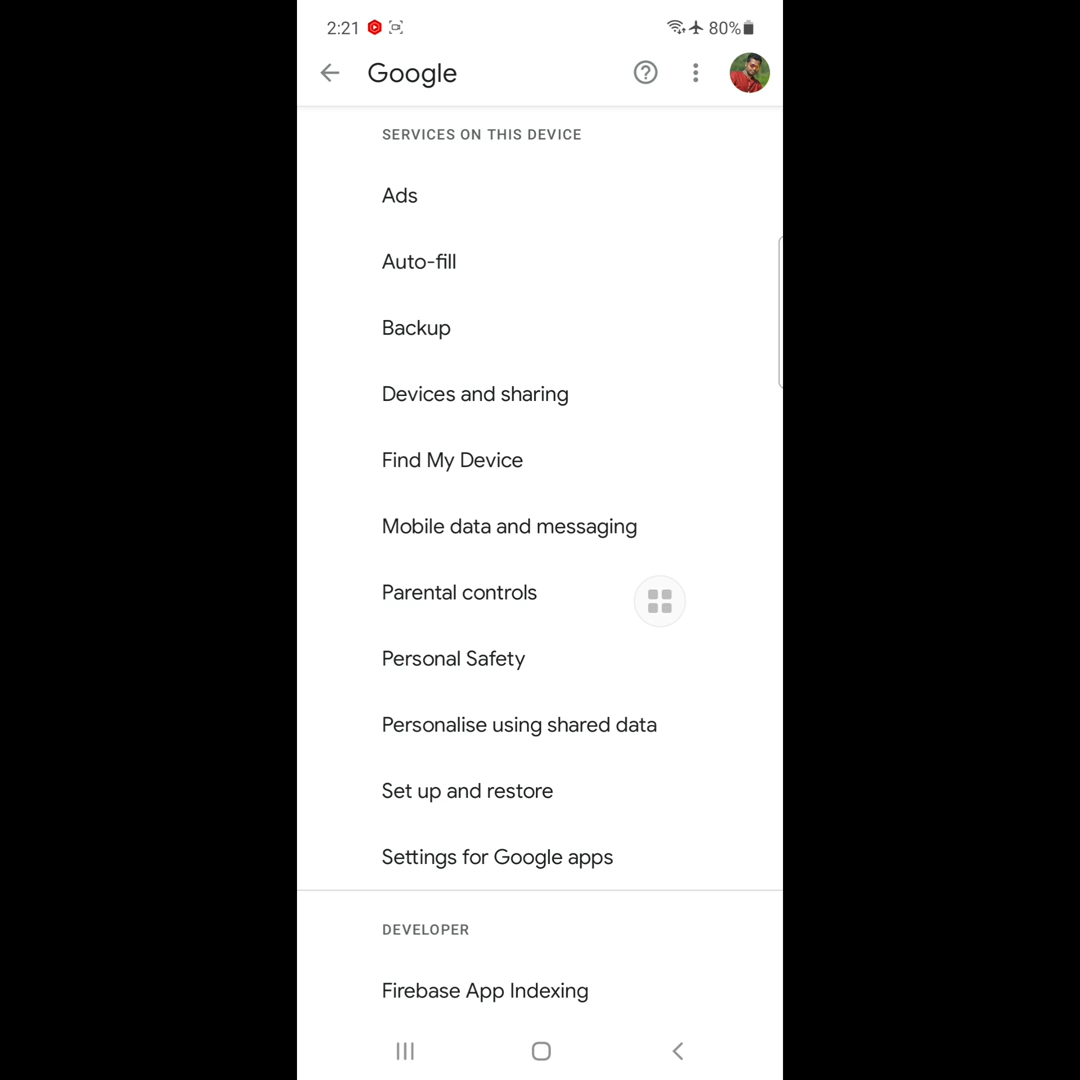 2:21 80%
Google
SERVICES ON THIS DEVICE
Ads
Auto-fill
Backup
Devices and sharing
Find My Device
Mobile data and messaging
Parental controls
Personal Safety
Personalise using shared data
Set up and restore
Settings for Google apps
DEVELOPER
Firebase App Indexing